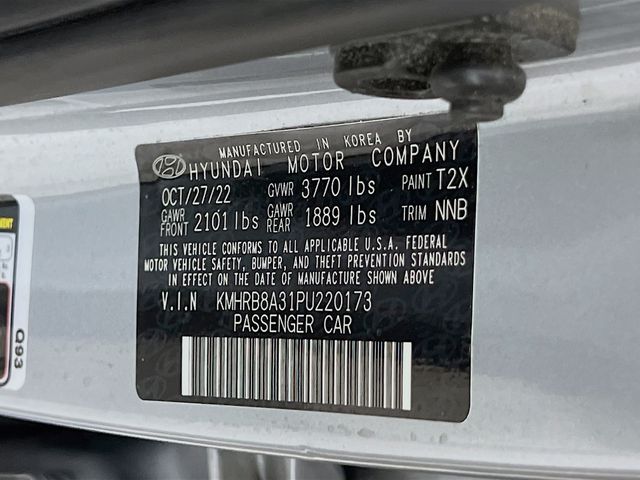 MANUFACTURED IN KOREA BY
HYUNDAI MOTOR COMPANY
OCT/27/22 GVWR 3770 lbs PAINT T2X
GAWR FRONT 2101 lbs GAWR REAR 1889 lbs TRIM NNB
THIS VEHICLE CONFORMS TO ALL APPLICABLE U.S.A. FEDERAL
MOTOR VEHICLE SAFETY, BUMPER, AND THEFT PREVENTION STANDARDS
IN EFFECT ON THE DATE OF MANUFACTURE SHOWN ABOVE
V.I.N KMHRB8A31PU220173
PASSENGER CAR
Q93